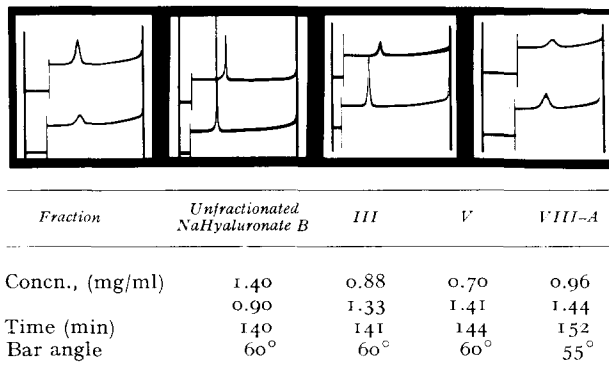 Fraction Unfractionated NaHyaluronate B III V VIII–A
Concn., (mg/ml) 1.40 0.88 0.70 0.96
0.90 1.33 1.41 1.44
Time (min) 140 141 144 152
Bar angle 60° 60° 60° 55°